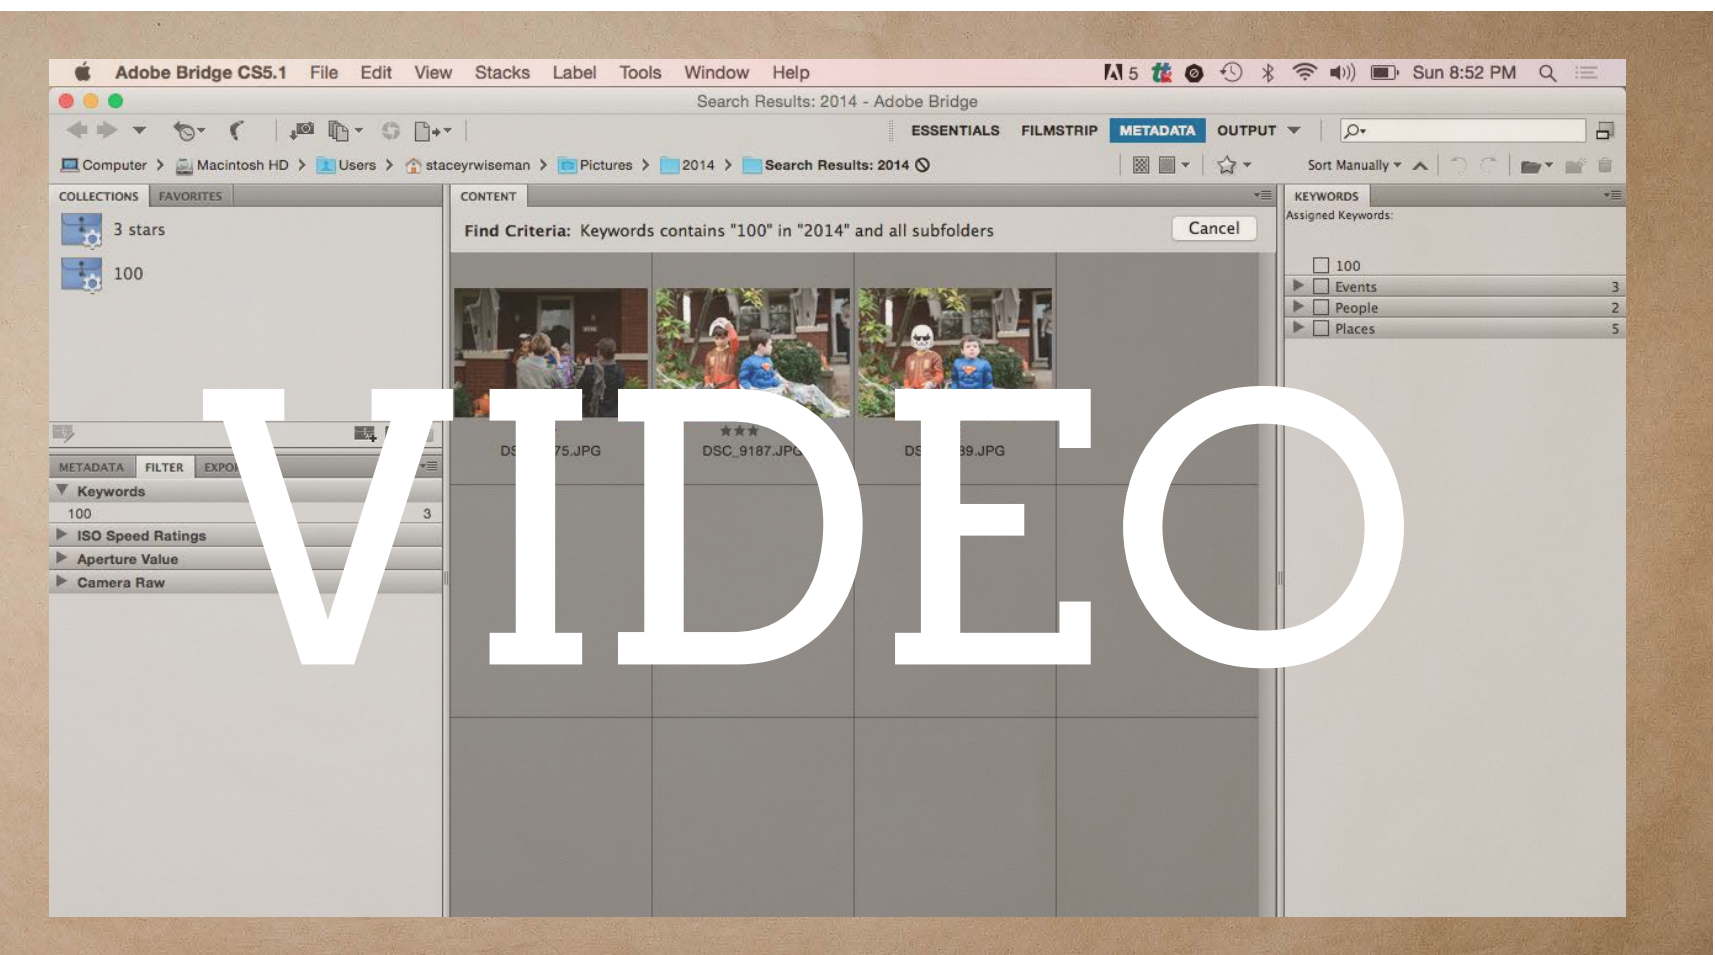 Adobe Bridge CS5.1 File Edit View Stacks Label Tools Window Help 5 Sun 8:52 PM
Search Results: 2014 - Adobe Bridge
ESSENTIALS FILMSTRIP METADATA OUTPUT
Computer Macintosh HD Users staceyrwiseman Pictures 2014 Search Results: 2014 Sort Manually
COLLECTIONS FAVORITES CONTENT KEYWORDS
Assigned Keywords:
3 stars
Find Criteria: Keywords contains "100" in "2014" and all subfolders Cancel
100
100
Events 3
People 2
Places 5
VIDEO
DSC_9187.JPG
METADATA FILTER
Keywords
100 3
ISO Speed Ratings
Aperture Value
Camera Raw